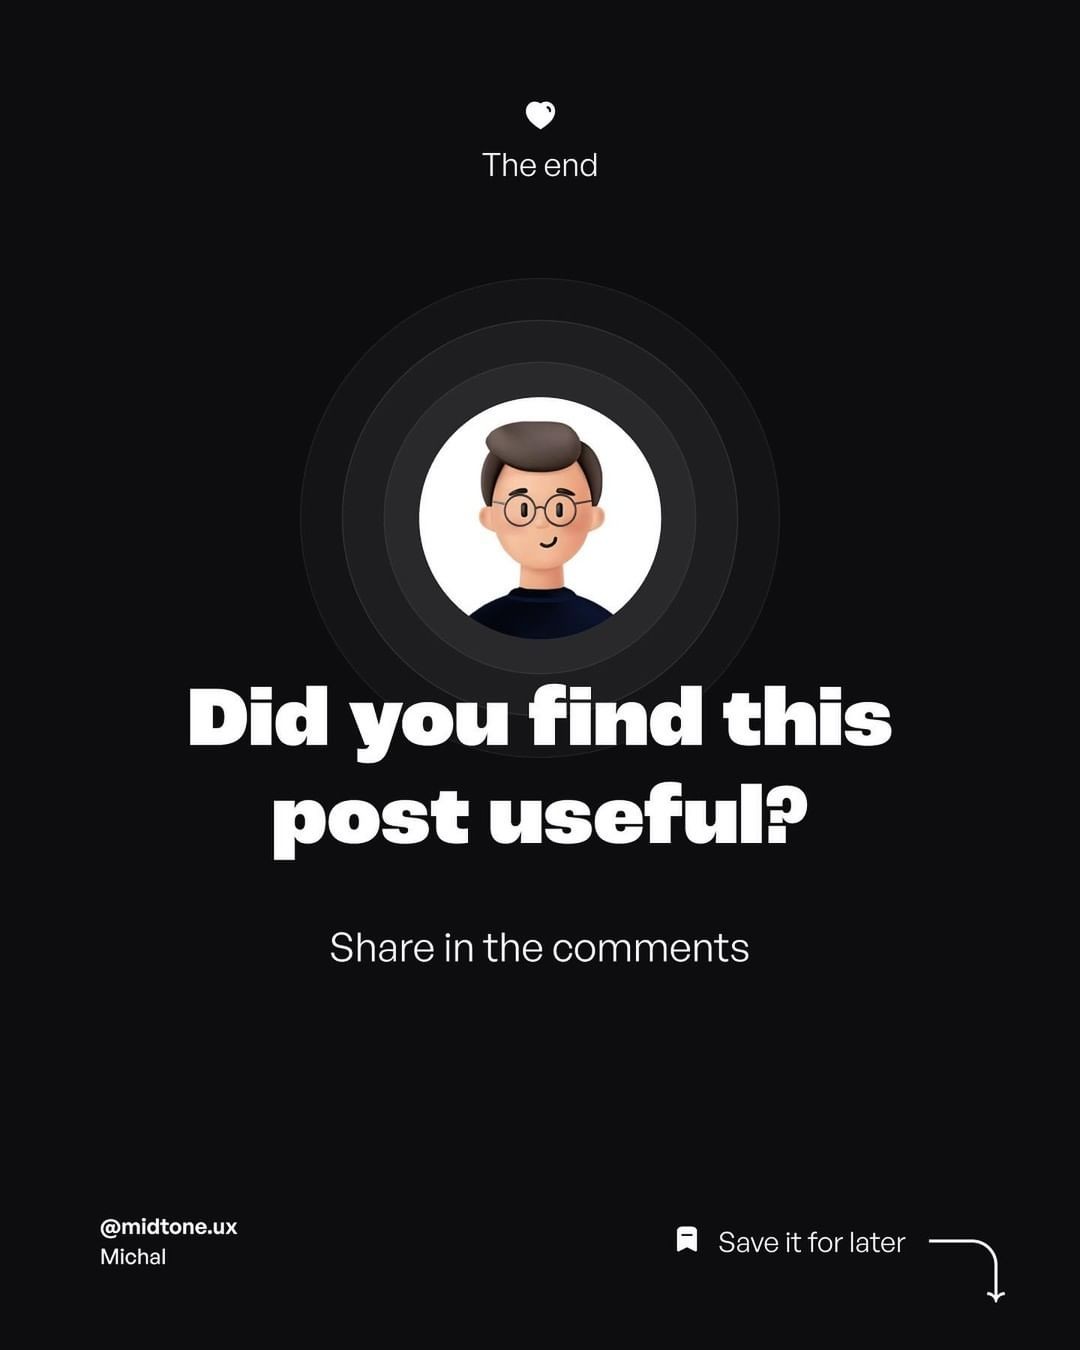 The end
Did you find this
post useful?
Share in the comments
@midtone.ux
Michal
Save it for later